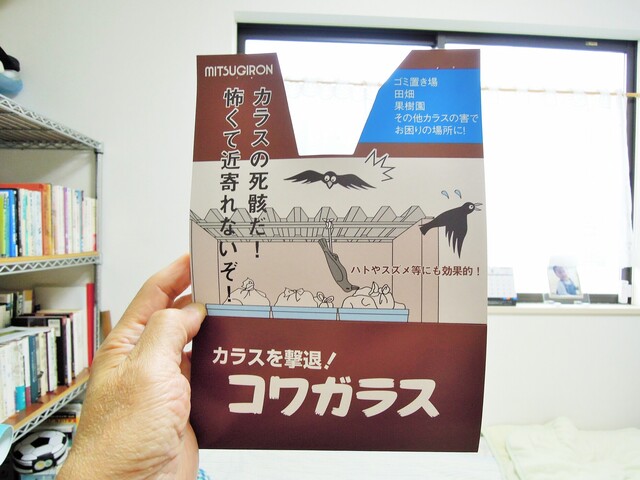 MITSUGIRON
カラスの死骸だ!
怖くて近寄れないぞ!
ゴミ置き場
田畑
果樹園
その他カラスの害で
お困りの場所に!
ハトやスズメ等にも効果的!
カラスを撃退!
コワガラス